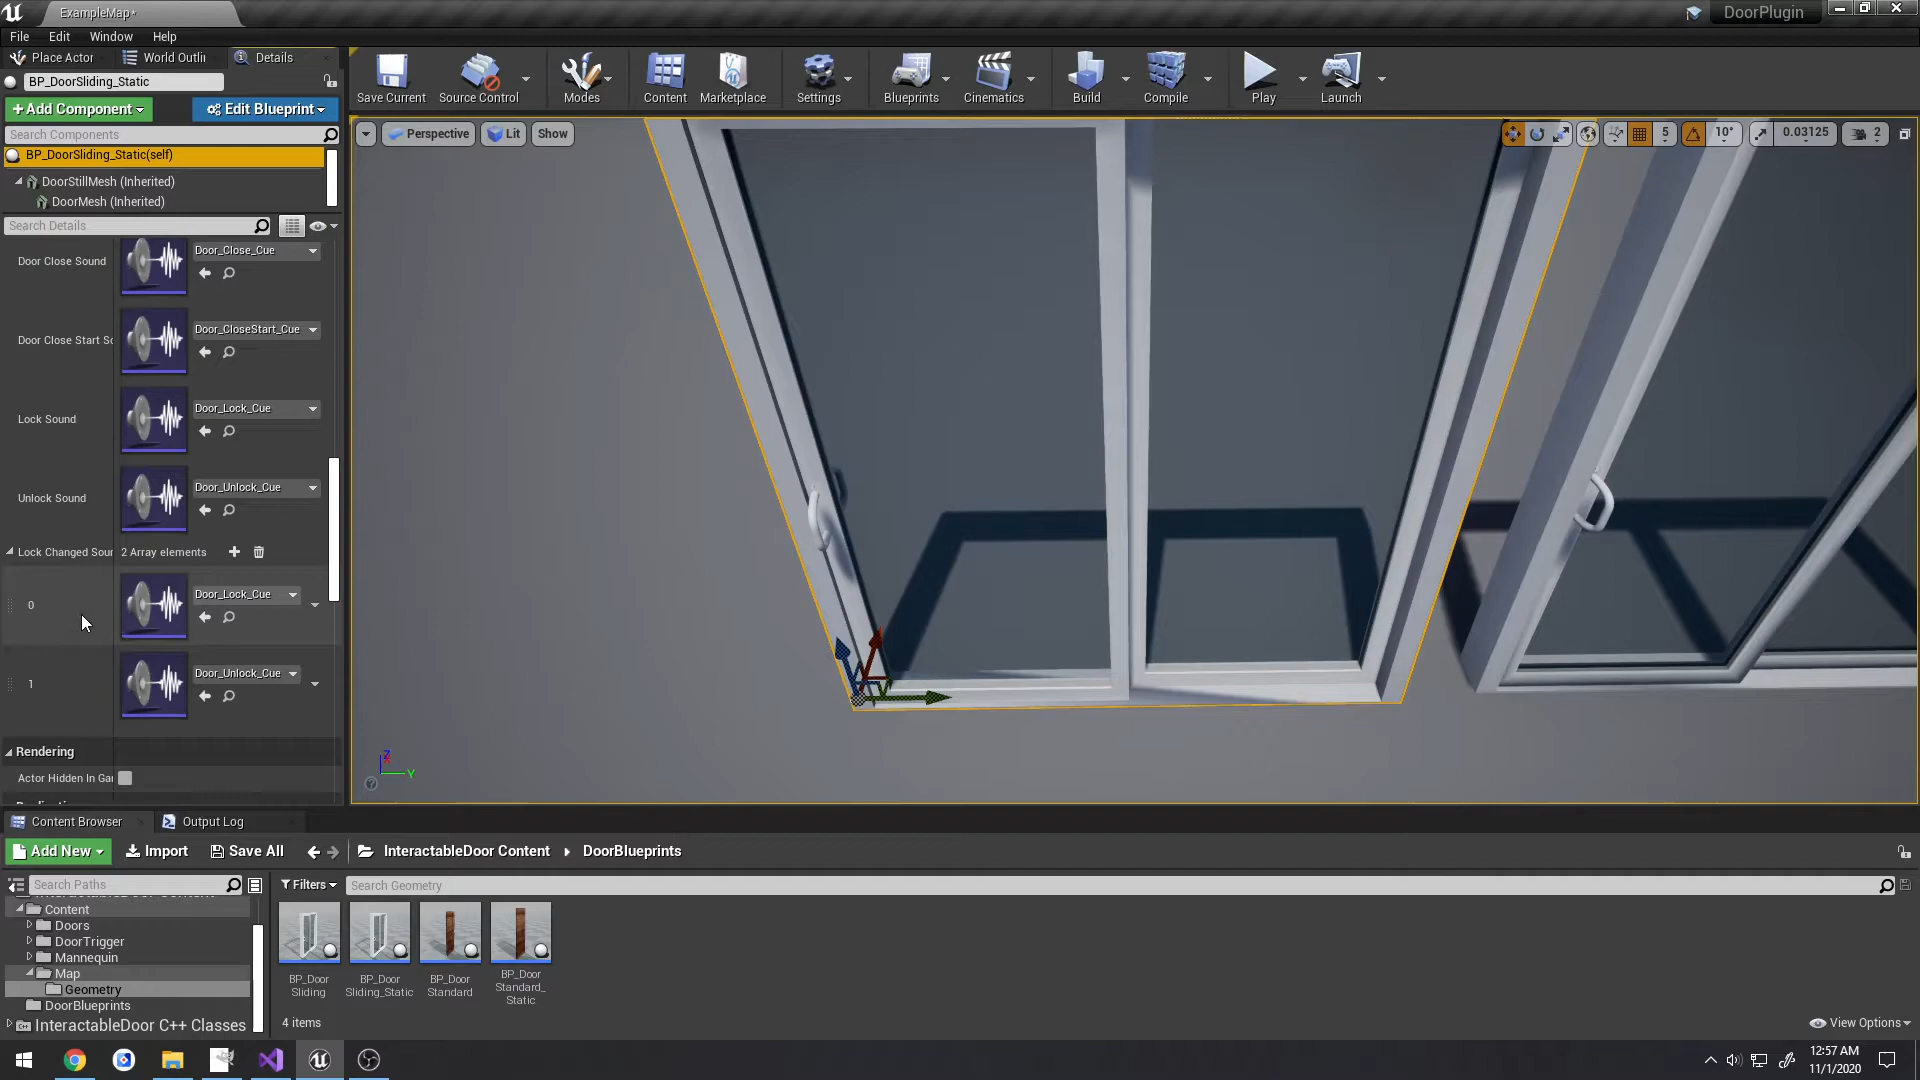 ExampleMap*
DoorPlugin
File Edit Window Help
Place Actor World Outli Details
BP_DoorSliding_Static
+Add Component Edit Blueprint
Search Components
BP_DoorSliding_Static(self)
DoorStillMesh (Inherited)
DoorMesh (Inherited)
Search Details
Door Close Sound Door_Close_Cue
Door Close Start So Door_CloseStart_Cue
Lock Sound Door_Lock_Cue
Unlock Sound Door_Unlock_Cue
Lock Changed Soun 2 Array elements
0 Door_Lock_Cue
1 Door_Unlock_Cue
Rendering
Actor Hidden In Gar
Save Current Source Control Modes Content Marketplace Settings Blueprints Cinematics Build Compile Play Launch
Perspective Lit Show
5 10° 0.03125 2
Z
Y
Content Browser Output Log
Add New Import Save All InteractableDoor Content DoorBlueprints
Search Paths Filters Search Geometry
Content
Doors
DoorTrigger
Mannequin
Map
Geometry
DoorBlueprints
InteractableDoor C++ Classes
BP_Door
Sliding
BP_Door
Sliding_Static
BP_Door
Standard
BP_Door
Standard_
Static
4 items
View Options
12:57 AM
11/1/2020